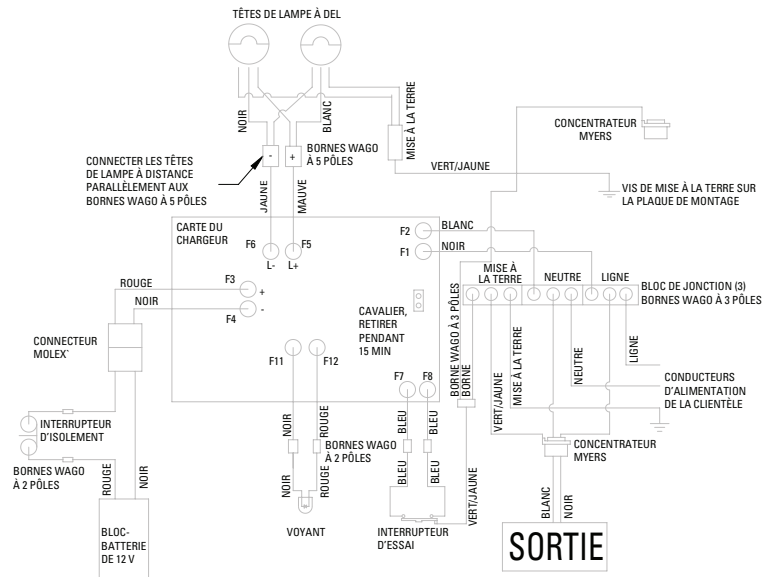 TÊTES DE LAMPE À DEL
NOIR
BLANC
MISE À LA TERRE
CONCENTRATEUR
MYERS
CONNECTER LES TÊTES
DE LAMPE À DISTANCE
PARALLÈLEMENT AUX
BORNES WAGO À 5 PÔLES
-
+
BORNES WAGO
À 5 PÔLES
VERT/JAUNE
VIS DE MISE À LA TERRE SUR
LA PLAQUE DE MONTAGE
JAUNE
MAUVE
CARTE DU
CHARGEUR
F6
F5
L-
L+
F2
BLANC
F1
NOIR
ROUGE
F3
+
NOIR
F4
-
MISE À
LA TERRE
NEUTRE
LIGNE
BLOC DE JONCTION (3)
BORNES WAGO À 3 PÔLES
CAVALIER,
RETIRER
PENDANT
15 MIN
CONNECTEUR
MOLEX`
F11
F12
F7
F8
BORNE WAGO À 3 PÔLES
BORNE
VERT/JAUNE
MISE À LA TERRE
NEUTRE
LIGNE
CONDUCTEURS
D'ALIMENTATION
DE LA CLIENTÈLE
INTERRUPTEUR
D'ISOLEMENT
BORNES WAGO
À 2 PÔLES
ROUGE
NOIR
NOIR
ROUGE
BORNES WAGO
À 2 PÔLES
NOIR
ROUGE
BLEU
BLEU
BLEU
BLEU
VERT/JAUNE
CONCENTRATEUR
MYERS
BLANC
NOIR
BLOC-
BATTERIE
DE 12 V
VOYANT
INTERRUPTEUR
D'ESSAI
SORTIE